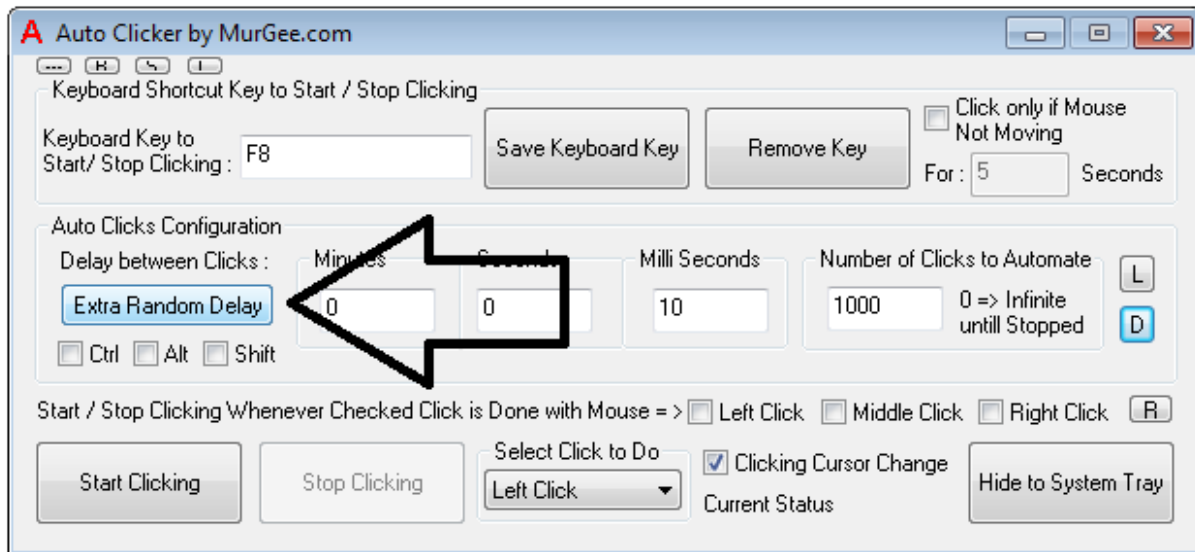 A Auto Clicker by MurGee.com
--- R
Keyboard Shortcut Key to Start / Stop Clicking
Keyboard Key to
Start/ Stop Clicking :
F8
Save Keyboard Key
Remove Key
Click only if Mouse
Not Moving
For : 5 Seconds
Auto Clicks Configuration
Delay between Clicks :
Minutes
Milli Seconds
Number of Clicks to Automate
L
Extra Random Delay
0
0
10
1000
0 => Infinite
untill Stopped
D
Ctrl Alt Shift
Start / Stop Clicking Whenever Checked Click is Done with Mouse = > Left Click Middle Click Right Click R
Start Clicking
Stop Clicking
Select Click to Do
Left Click
Clicking Cursor Change
Current Status
Hide to System Tray